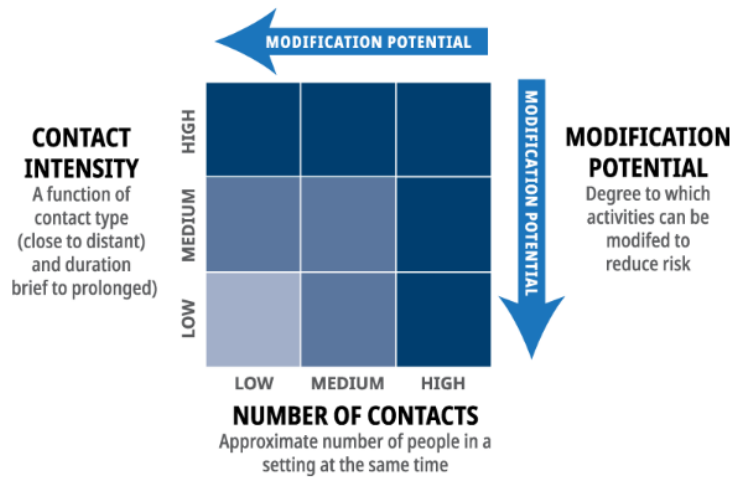 MODIFICATION POTENTIAL
CONTACT
INTENSITY
A function of
contact type
(close to distant)
and duration
brief to prolonged)
HIGH
MEDIUM
LOW
MODIFICATION POTENTIAL
MODIFICATION
POTENTIAL
Degree to which
activities can be
modifed to
reduce risk
LOW
MEDIUM
HIGH
NUMBER OF CONTACTS
Approximate number of people in a
setting at the same time